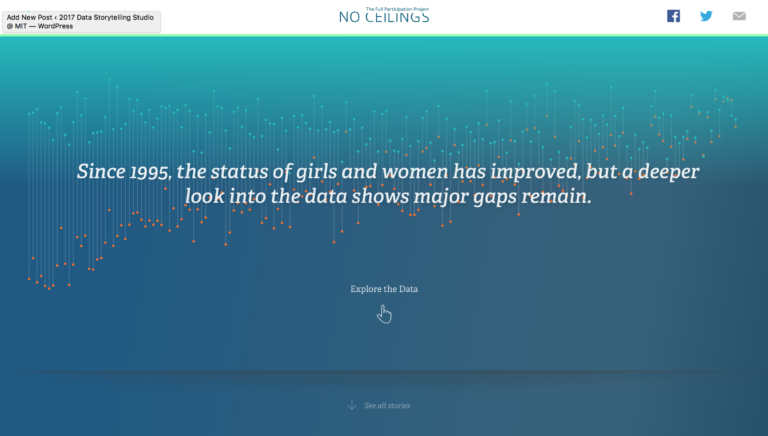 Add New Post ‹ 2017 Data Storytelling Studio
@ MIT — WordPress
The Full Participation Project
NO CEILINGS
Since 1995, the status of girls and women has improved, but a deeper
look into the data shows major gaps remain.
Explore the Data
See all stories